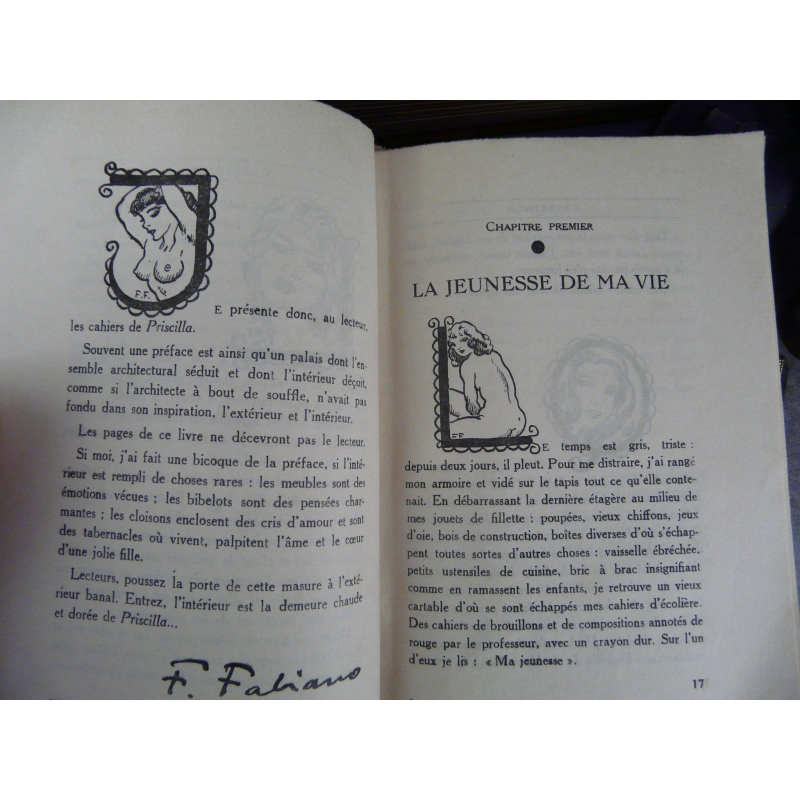 J
F. F.
E présente donc, au lecteur,
les cahiers de Priscilla.
Souvent une préface est ainsi qu'un palais dont l'en-
semble architectural séduit et dont l'intérieur déçoit,
comme si l'architecte à bout de souffle, n'avait pas
fondu dans son inspiration, l'extérieur et l'intérieur.
Les pages de ce livre ne décevront pas le lecteur.
Si moi, j'ai fait une bicoque de la préface, si l'inté-
rieur est rempli de choses rares : les meubles sont des
émotions vécues ; les bibelots sont des pensées char-
mantes ; les cloisons enclosent des cris d'amour et sont
des tabernacles où vivent, palpitent l'âme et le cœur
d'une jolie fille.
Lecteurs, poussez la porte de cette masure à l'exté-
rieur banal. Entrez, l'intérieur est la demeure chaude
et dorée de Priscilla...
F. Fabiano
CHAPITRE PREMIER
LA JEUNESSE DE MA VIE
L
F.F
E temps est gris, triste :
depuis deux jours, il pleut. Pour me distraire, j'ai rangé
mon armoire et vidé sur le tapis tout ce qu'elle conte-
nait. En débarrassant la dernière étagère au milieu de
mes jouets de fillette : poupées, vieux chiffons, jeux
d'oie, bois de construction, boîtes diverses d'où s'échap-
pent toutes sortes d'autres choses : vaisselle ébréchée,
petits ustensiles de cuisine, bric à brac insignifiant
comme en ramassent les enfants, je retrouve un vieux
cartable d'où se sont échappés mes cahiers d'écolière.
Des cahiers de brouillons et de compositions annotés de
rouge par le professeur, avec un crayon dur. Sur l'un
d'eux je lis : « Ma jeunesse ».
17